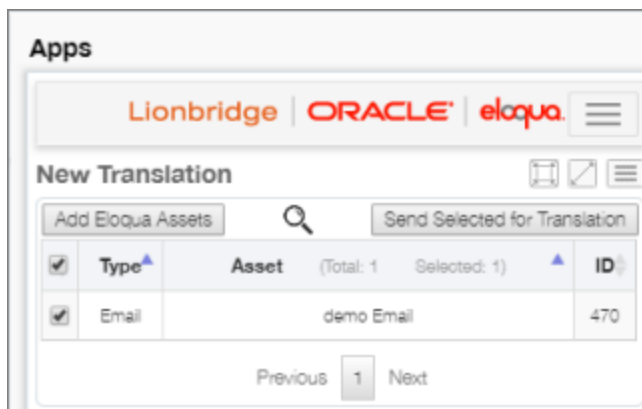 Apps
Lionbridge | ORACLE® | eloqua.
New Translation
Add Eloqua Assets Send Selected for Translation
Type Asset (Total: 1 Selected: 1) ID
Email demo Email 470
Previous 1 Next